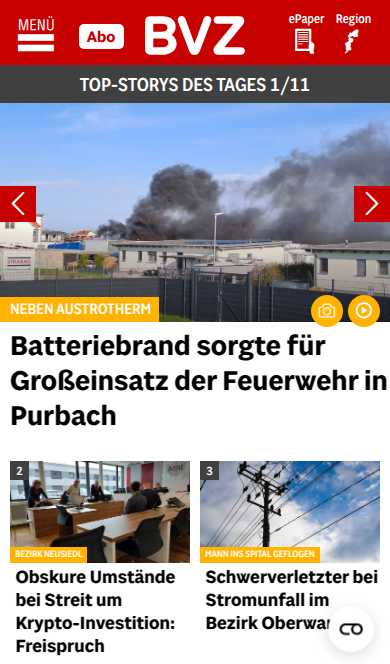 MENÜ
Abo
BVZ
ePaper
Region
TOP-STORYS DES TAGES 1/11
NEBEN AUSTROTHERM
Batteriebrand sorgte für
Großeinsatz der Feuerwehr in
Purbach
2
BEZIRK NEUSIEDL
Obskure Umstände
bei Streit um
Krypto-Investition:
Freispruch
3
MANN INS SPITAL GEFLOGEN
Schwerverletzter bei
Stromunfall im
Bezirk